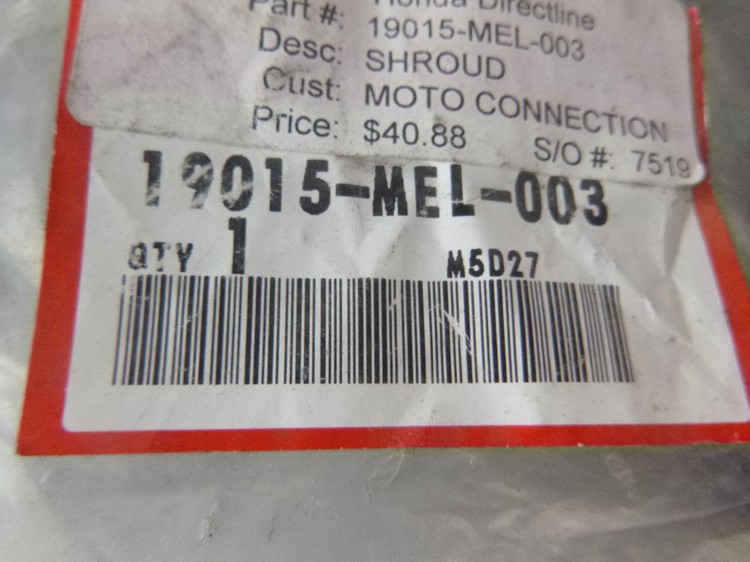 Honda Directline
Part #: 19015-MEL-003
Desc: SHROUD
Cust: MOTO CONNECTION
Price: $40.88 S/O #: 7519
19015-MEL-003
QTY 1 M5D27